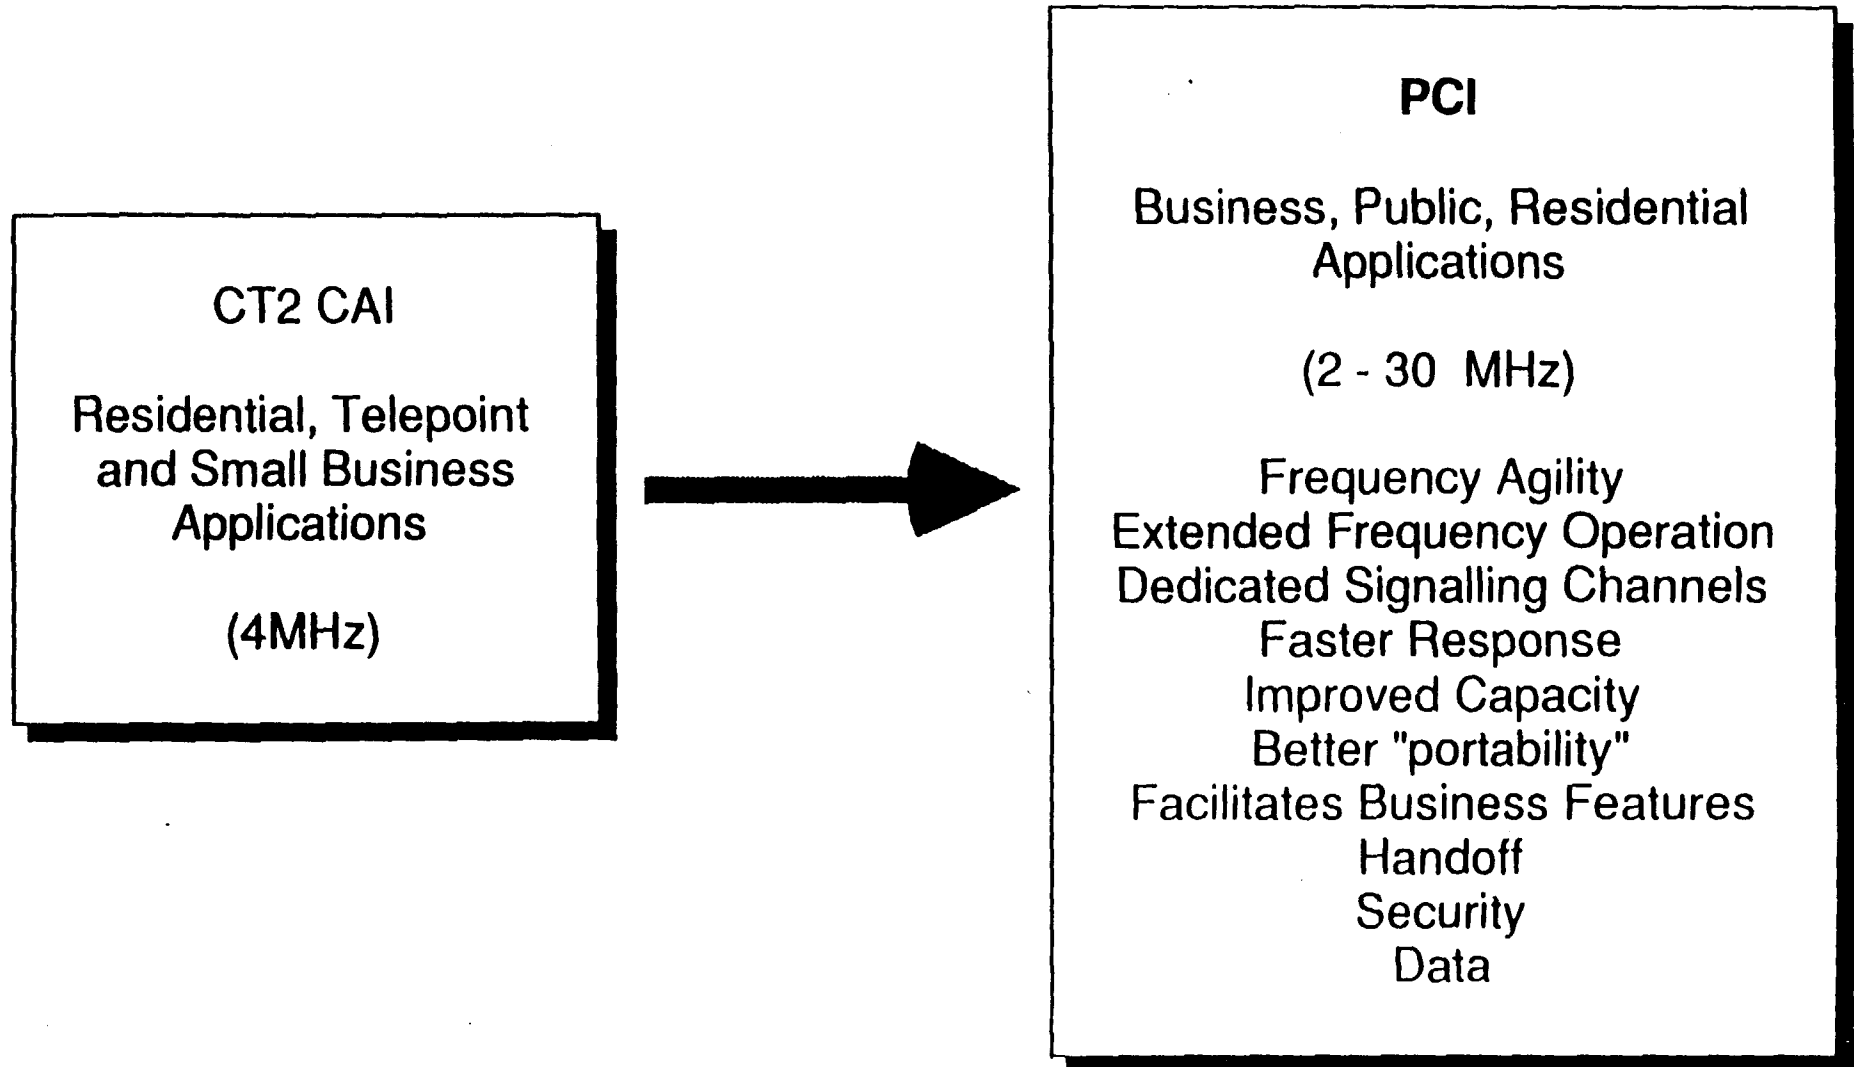 CT2 CAI
Residential, Telepoint
and Small Business
Applications
(4MHz)
PCI
Business, Public, Residential
Applications
(2 - 30 MHz)
Frequency Agility
Extended Frequency Operation
Dedicated Signalling Channels
Faster Response
Improved Capacity
Better "portability"
Facilitates Business Features
Handoff
Security
Data